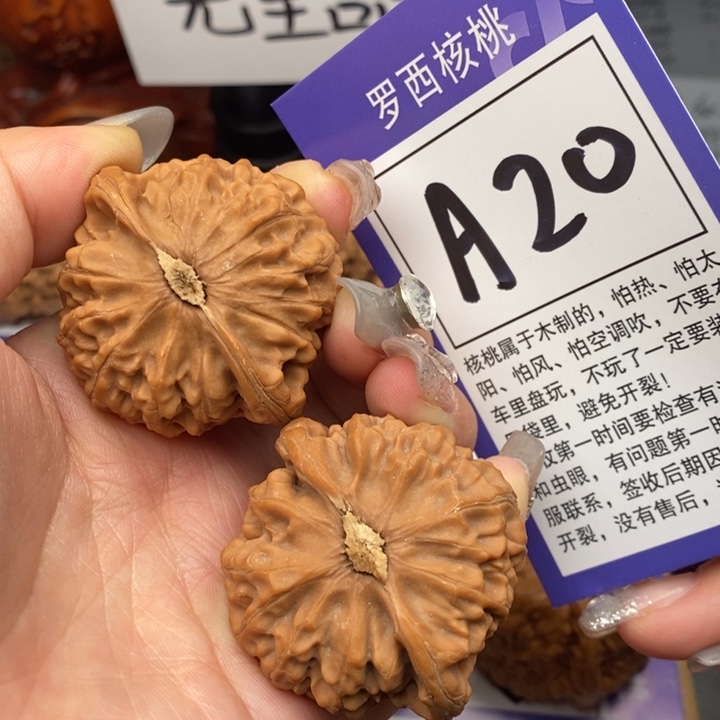 罗西核桃
A20
核桃属于木制的，怕热、怕太
阳、怕风、怕空调吹，不要
车里盘玩，不玩了一定要
袋里，避免开裂！
收第一时间要检查有
和虫眼，有问题第一
服联系，签收后期因
开裂，没有售后，